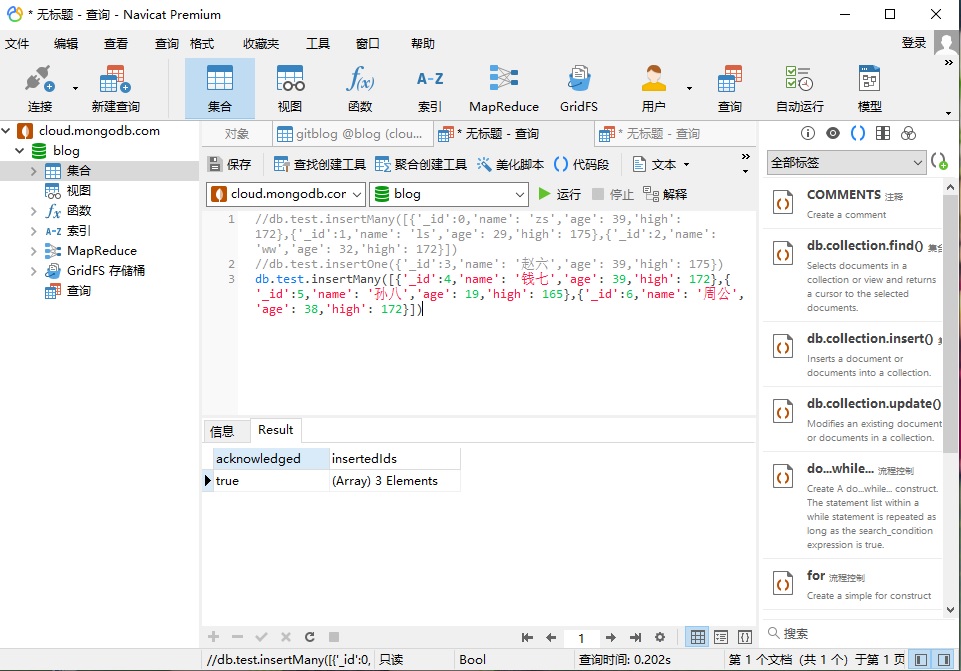 * 无标题 - 查询 - Navicat Premium
文件 编辑 查看 查询 格式 收藏夹 工具 窗口 帮助 登录
连接 新建查询 集合 视图 函数 索引 MapReduce GridFS 用户 查询 自动运行 模型
cloud.mongodb.com
blog
集合
视图
函数
索引
MapReduce
GridFS 存储桶
查询
对象 gitblog @blog (clou... * 无标题 - 查询 * 无标题 - 查询
保存 查找创建工具 聚合创建工具 美化脚本 () 代码段 文本
cloud.mongodb.cor blog 运行 停止 解释
1 //db.test.insertMany([{'_id':0,'name': 'zs','age': 39,'high':
172},{'_id':1,'name': 'ls','age': 29,'high': 175},{'_id':2,'name':
'ww','age': 32,'high': 172}])
2 //db.test.insertOne({'_id':3,'name': '赵六','age': 39,'high': 175})
3 db.test.insertMany([{'_id':4,'name': '钱七','age': 39,'high': 172},{
'_id':5,'name': '孙八','age': 19,'high': 165},{'_id':6,'name': '周公',
'age': 38,'high': 172}])
信息 Result
acknowledged insertedIds
true (Array) 3 Elements
全部标签
COMMENTS 注释
Create a comment
db.collection.find() 集合
Selects documents in a
collection or view and returns
a cursor to the selected
documents.
db.collection.insert()
Inserts a document or
documents into a collection.
db.collection.update()
Modifies an existing document
or documents in a collection.
do...while... 流程控制
Create A do...while... construct.
The statement list within a
while statement is repeated as
long as the search_condition
expression is true.
for 流程控制
Create a simple for construct
搜索
1
//db.test.insertMany([{'_id':0, 只读 Bool 查询时间: 0.202s 第 1 个文档 (共 1 个) 于第 1 页